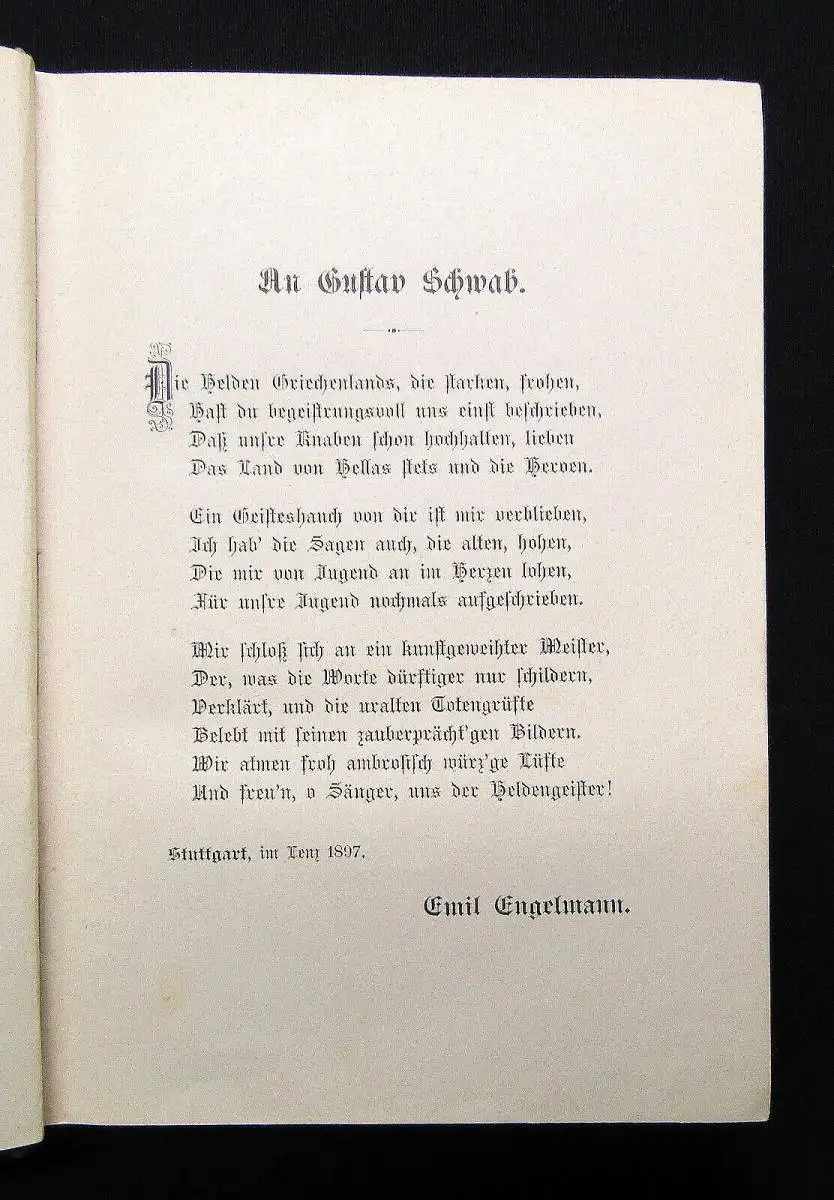 An Gustav Schwab.
Die Helden Griechenlands, die starken, frohen,
Hast du begeistrungsvoll uns einst beschrieben,
Daß unsre Knaben schon hochhalten, lieben
Das Land von Hellas stets und die Heroen.
Ein Geisteshauch von dir ist mir verblieben,
Ich hab' die Sagen auch, die alten, hohen,
Die mir von Jugend an im Herzen lohen,
Für unsre Jugend nochmals aufgeschrieben.
Mir schloß sich an ein kunstgeweihter Meister,
Der, was die Worte dürftiger nur schildern,
Verklärt, und die uralten Totengrüfte
Belebt mit seinen zauberprächt'gen Bildern.
Wir atmen froh ambrosisch würz'ge Lüfte
Und freu'n, o Sänger, uns der Heldengeister!
Stuttgart, im Lenz 1897.
Emil Engelmann.